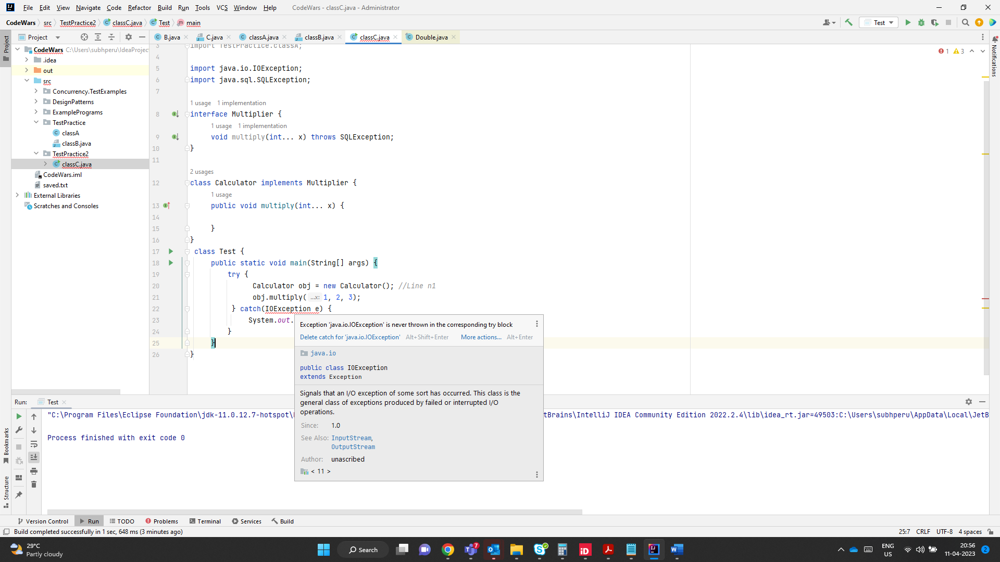 File Edit View Navigate Code Refactor Build Run Tools VCS Window Help CodeWars - classC.java - Administrator
CodeWars src TestPractice2 classC.java Test main
Test
Project
B.java C.java classA.java classB.java classC.java Double.java
CodeWars C:\Users\subhperu\IdeaProjec
.idea
out
src
Concurrency.TestExamples
DesignPatterns
ExamplePrograms
TestPractice
classA
classB.java
TestPractice2
classC.java
CodeWars.iml
saved.txt
External Libraries
Scratches and Consoles
Project
Bookmarks
Structure
Notifications
1 3
3 import TestPractice.classA;
4
5 import java.io.IOException;
6 import java.sql.SQLException;
7
1 usage 1 implementation
8 interface Multiplier {
1 usage 1 implementation
9 void multiply(int... x) throws SQLException;
10 }
11
2 usages
12 class Calculator implements Multiplier {
1 usage
13 public void multiply(int... x) {
14
15 }
16 }
17 class Test {
18 public static void main(String[] args) {
19 try {
20 Calculator obj = new Calculator(); //Line n1
21 obj.multiply( ...x: 1, 2, 3);
22 } catch(IOException e) {
23 System.out.
24 }
25 }
26 }
Exception 'java.io.IOException' is never thrown in the corresponding try block
Delete catch for 'java.io.IOException' Alt+Shift+Enter More actions... Alt+Enter
java.io
public class IOException
extends Exception
Signals that an I/O exception of some sort has occurred. This class is the
general class of exceptions produced by failed or interrupted I/O
operations.
Since: 1.0
See Also: InputStream,
OutputStream
Author: unascribed
< 11 >
Run: Test
"C:\Program Files\Eclipse Foundation\jdk-11.0.12.7-hotspot\ tBrains\IntelliJ IDEA Community Edition 2022.2.4\lib\idea_rt.jar=49503:C:\Users\subhperu\AppData\Local\JetB
Process finished with exit code 0
Version Control Run TODO Problems Terminal Services Build
Build completed successfully in 1 sec, 648 ms (3 minutes ago)
25:7 CRLF UTF-8 4 spaces
29°C
Partly cloudy
Search
7
iD
ENG
US
20:56
11-04-2023
2